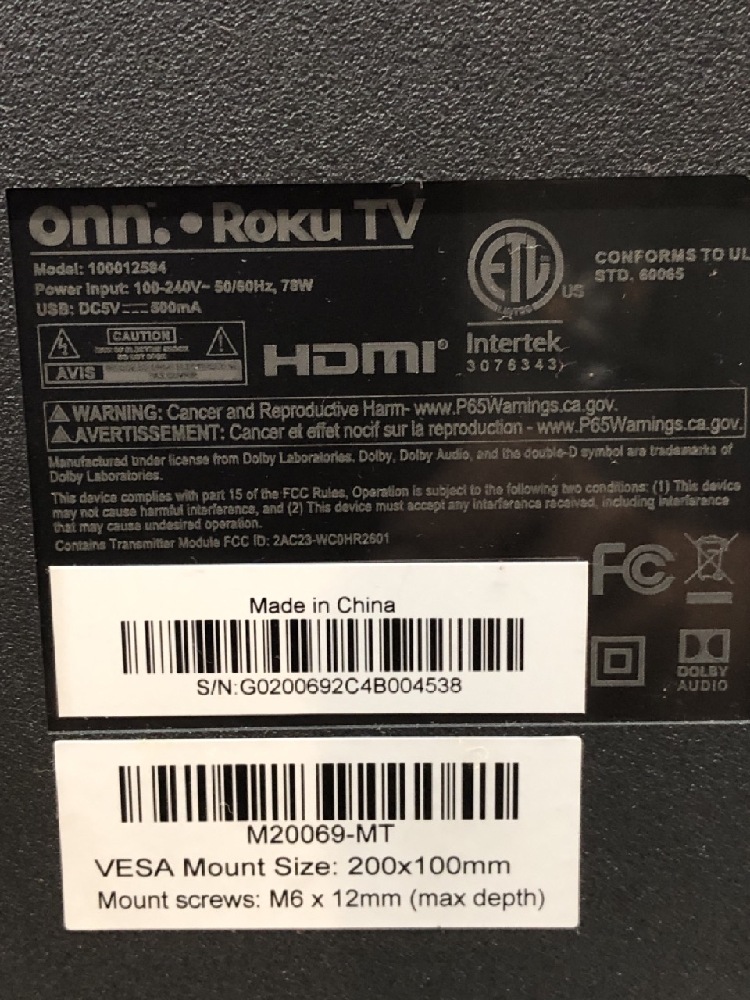 onn. • Roku TV
Model: 100012584
Power Input: 100-240V~ 50/60Hz, 78W
USB: DC5V⎓500mA
CAUTION
AVIS
HDMI®
ETL
US
Intertek
3076343
CONFORMS TO UL
STD. 60065
WARNING: Cancer and Reproductive Harm- www.P65Warnings.ca.gov.
AVERTISSEMENT: Cancer et effet nocif sur la reproduction - www.P65Warnings.ca.gov.
Manufactured under license from Dolby Laboratories. Dolby, Dolby Audio, and the double-D symbol are trademarks of
Dolby Laboratories.
This device complies with part 15 of the FCC Rules, Operation is subject to the following two conditions: (1) This device
may not cause harmful interference, and (2) This device must accept any interference received, including interference
that may cause undesired operation.
Contains Transmitter Module FCC ID: 2AC23-WC0HR2601
FC
Made in China
S/N:G0200692C4B004538
DOLBY
AUDIO
M20069-MT
VESA Mount Size: 200x100mm
Mount screws: M6 x 12mm (max depth)